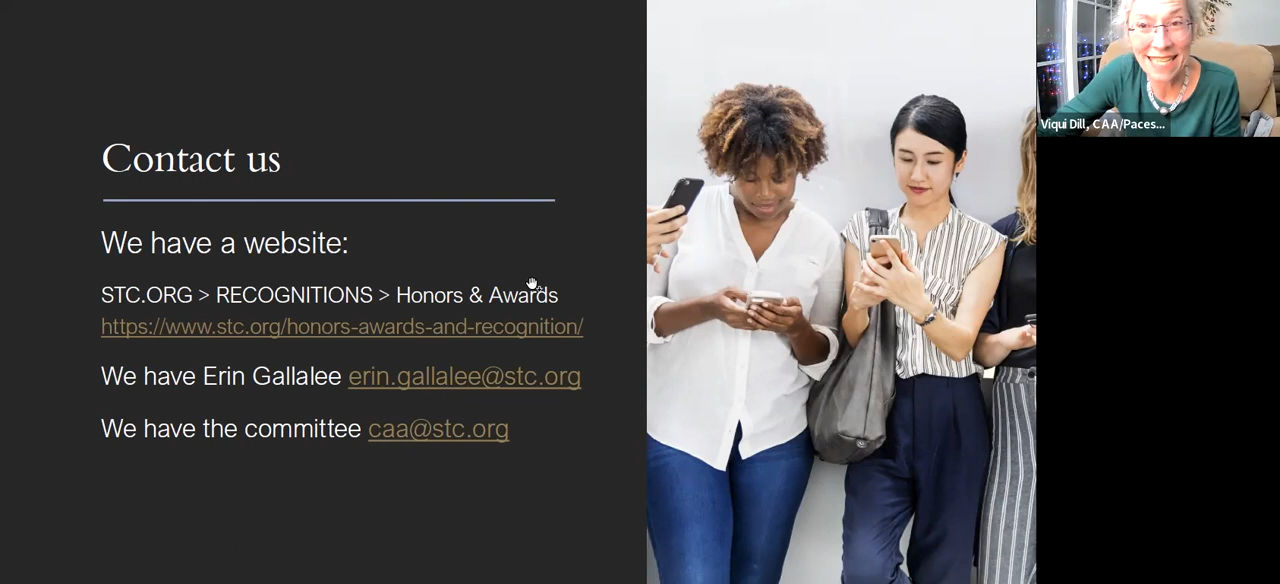 Contact us
We have a website:
STC.ORG > RECOGNITIONS > Honors & Awards
https://www.stc.org/honors-awards-and-recognition/
We have Erin Gallalee erin.gallalee@stc.org
We have the committee caa@stc.org
Viqui Dill, CAA/Paces...